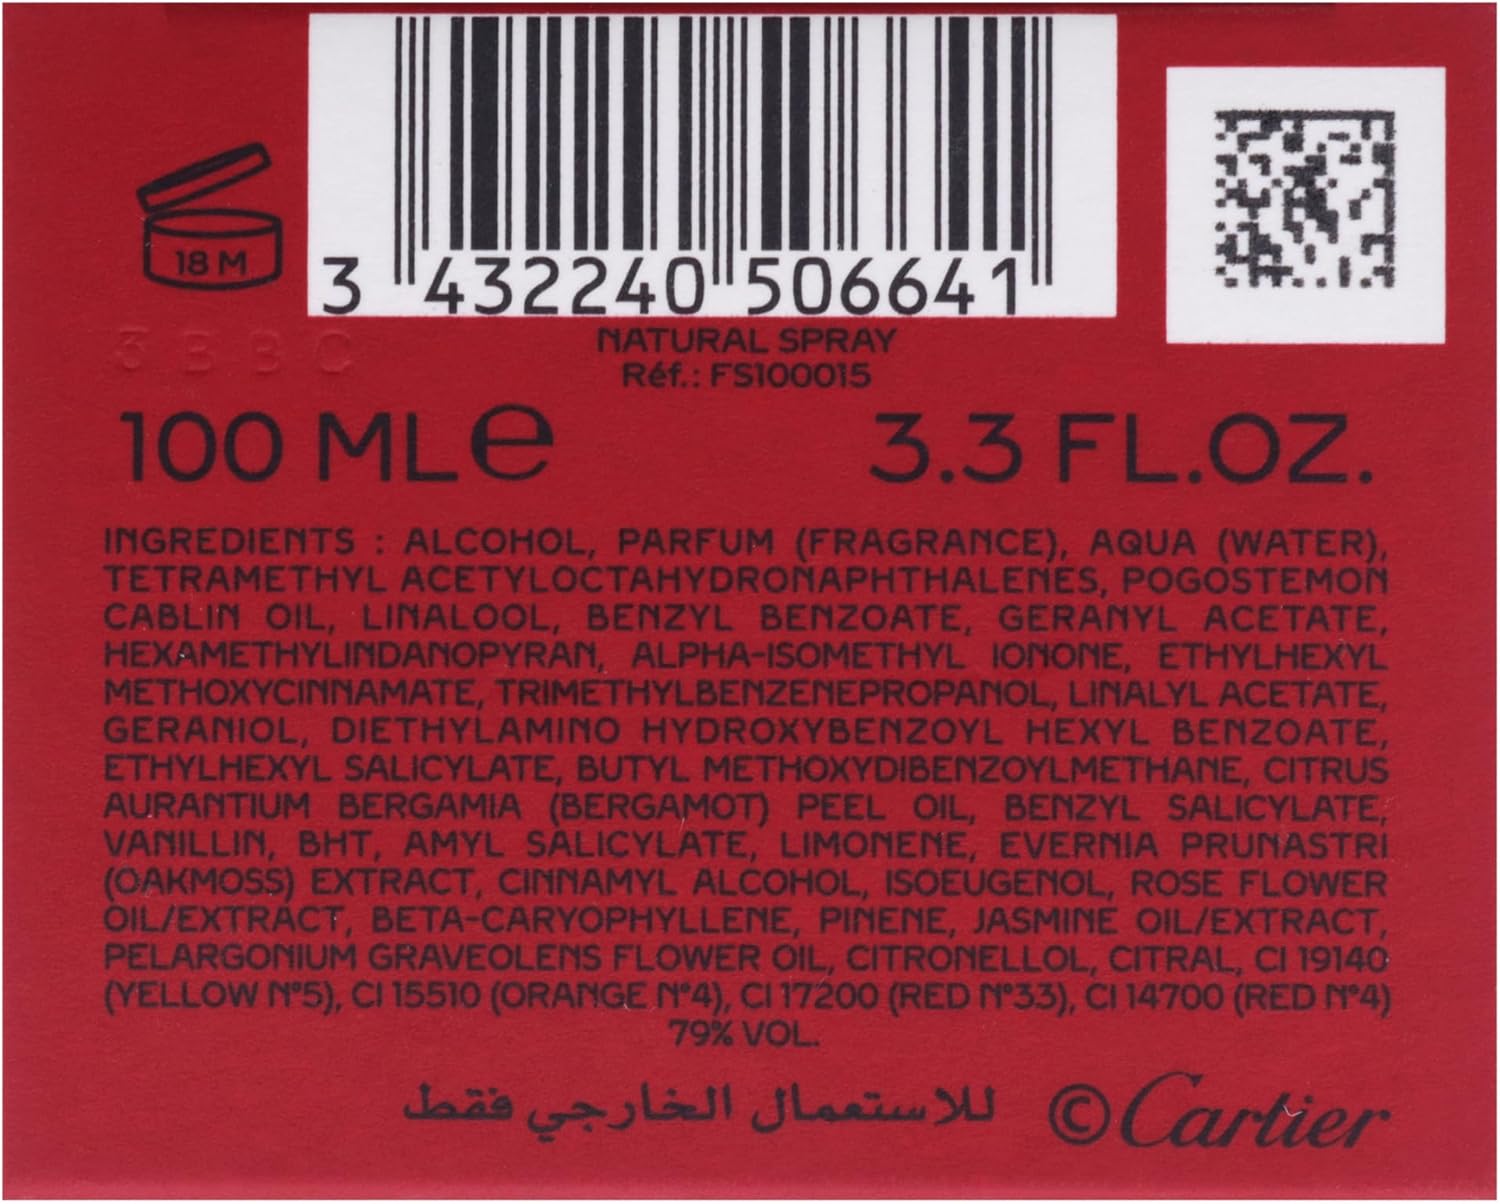 18 M
3 432240 506641
3BBC
NATURAL SPRAY
Réf.: FS100015
100 ML e
3.3 FL.OZ.
INGREDIENTS : ALCOHOL, PARFUM (FRAGRANCE), AQUA (WATER),
TETRAMETHYL ACETYLOCTAHYDRONAPHTHALENES, POGOSTEMON
CABLIN OIL, LINALOOL, BENZYL BENZOATE, GERANYL ACETATE,
HEXAMETHYLINDANOPYRAN, ALPHA-ISOMETHYL IONONE, ETHYLHEXYL
METHOXYCINNAMATE, TRIMETHYLBENZENEPROPANOL, LINALYL ACETATE,
GERANIOL, DIETHYLAMINO HYDROXYBENZOYL HEXYL BENZOATE,
ETHYLHEXYL SALICYLATE, BUTYL METHOXYDIBENZOYLMETHANE, CITRUS
AURANTIUM BERGAMIA (BERGAMOT) PEEL OIL, BENZYL SALICYLATE,
VANILLIN, BHT, AMYL SALICYLATE, LIMONENE, EVERNIA PRUNASTRI
(OAKMOSS) EXTRACT, CINNAMYL ALCOHOL, ISOEUGENOL, ROSE FLOWER
OIL/EXTRACT, BETA-CARYOPHYLLENE, PINENE, JASMINE OIL/EXTRACT,
PELARGONIUM GRAVEOLENS FLOWER OIL, CITRONELLOL, CITRAL, CI 19140
(YELLOW N°5), CI 15510 (ORANGE N°4), CI 17200 (RED N°33), CI 14700 (RED N°4)
79% VOL.
للاستعمال الخارجي فقط
© Cartier